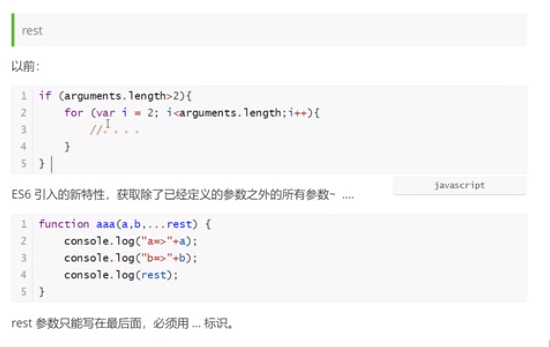 rest
以前：
1 if (arguments.length>2){
2 for (var i = 2; i<arguments.length;i++){
3 //。。。。
4 }
5 }
ES6 引入的新特性，获取除了已经定义的参数之外的所有参数~ ....
javascript
1 function aaa(a,b,...rest) {
2 console.log("a=>"+a);
3 console.log("b=>"+b);
4 console.log(rest);
5 }
rest 参数只能写在最后面，必须用 ... 标识。